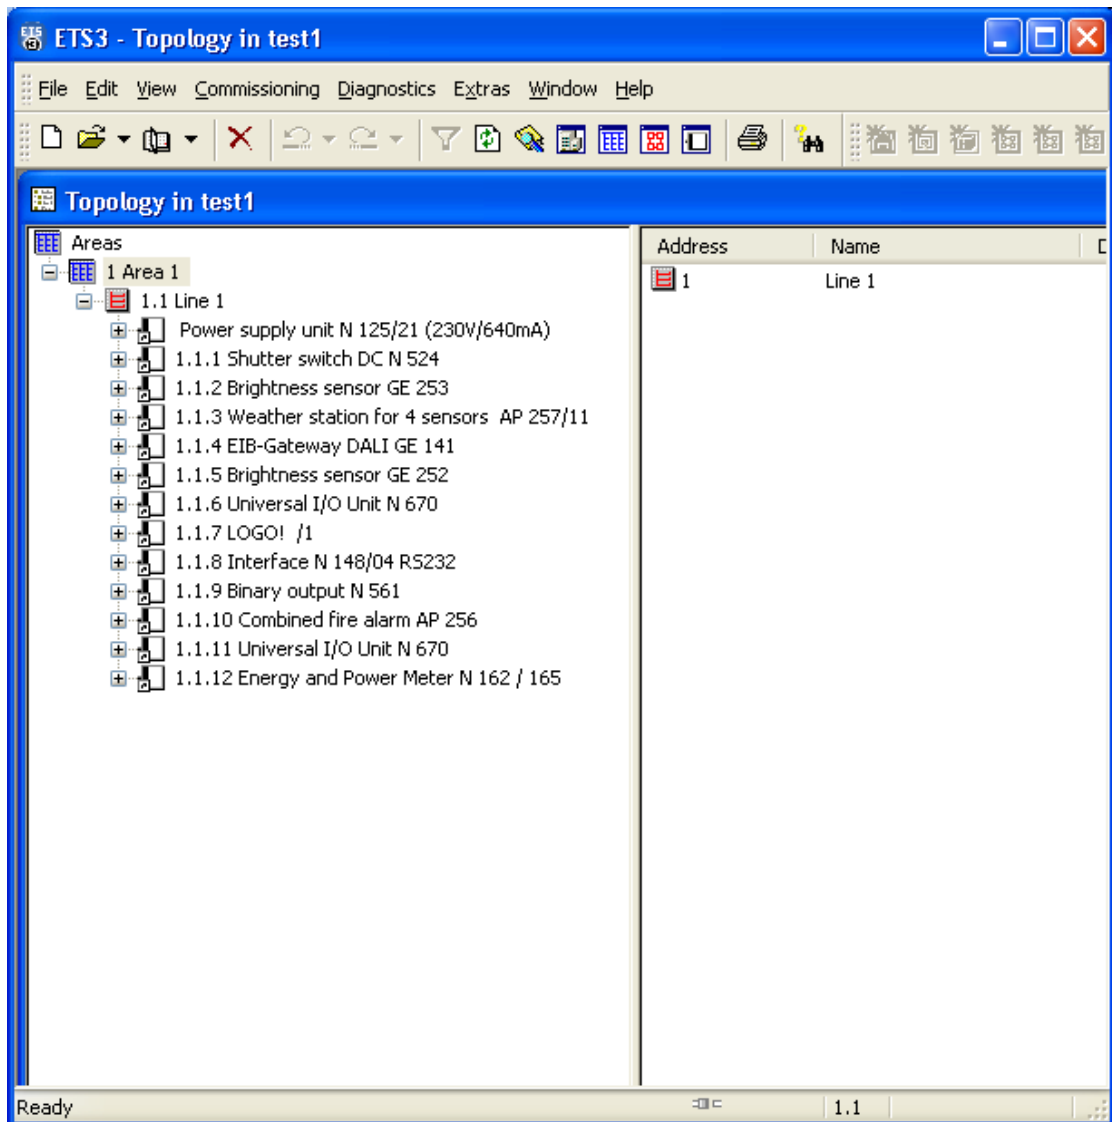 ETS3 - Topology in test1
File Edit View Commissioning Diagnostics Extras Window Help
Topology in test1
Areas
1 Area 1
1.1 Line 1
Power supply unit N 125/21 (230V/640mA)
1.1.1 Shutter switch DC N 524
1.1.2 Brightness sensor GE 253
1.1.3 Weather station for 4 sensors AP 257/11
1.1.4 EIB-Gateway DALI GE 141
1.1.5 Brightness sensor GE 252
1.1.6 Universal I/O Unit N 670
1.1.7 LOGO! /1
1.1.8 Interface N 148/04 RS232
1.1.9 Binary output N 561
1.1.10 Combined fire alarm AP 256
1.1.11 Universal I/O Unit N 670
1.1.12 Energy and Power Meter N 162 / 165
Address Name
1 Line 1
Ready 1.1